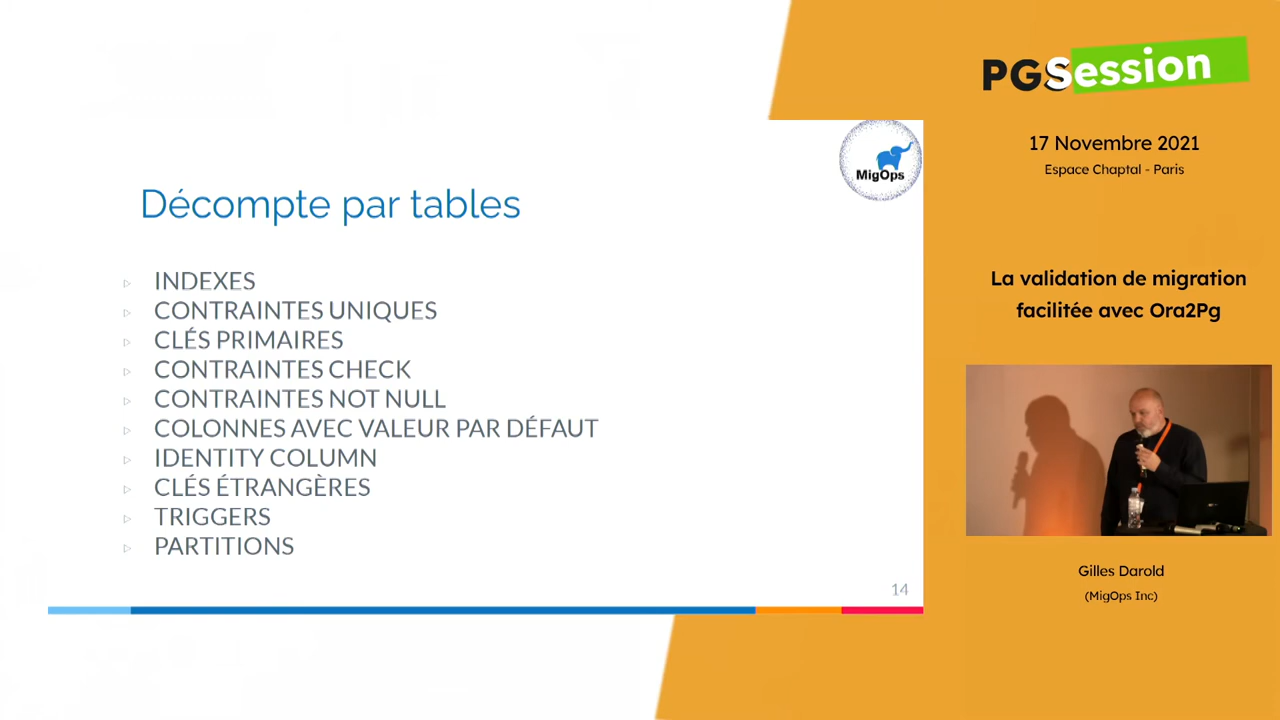 PGSession
17 Novembre 2021
Espace Chaptal - Paris
MigOps
Décompte par tables
INDEXES
CONTRAINTES UNIQUES
CLÉS PRIMAIRES
CONTRAINTES CHECK
CONTRAINTES NOT NULL
COLONNES AVEC VALEUR PAR DÉFAUT
IDENTITY COLUMN
CLÉS ÉTRANGÈRES
TRIGGERS
PARTITIONS
14
La validation de migration
facilitée avec Ora2Pg
Gilles Darold
(MigOps Inc)